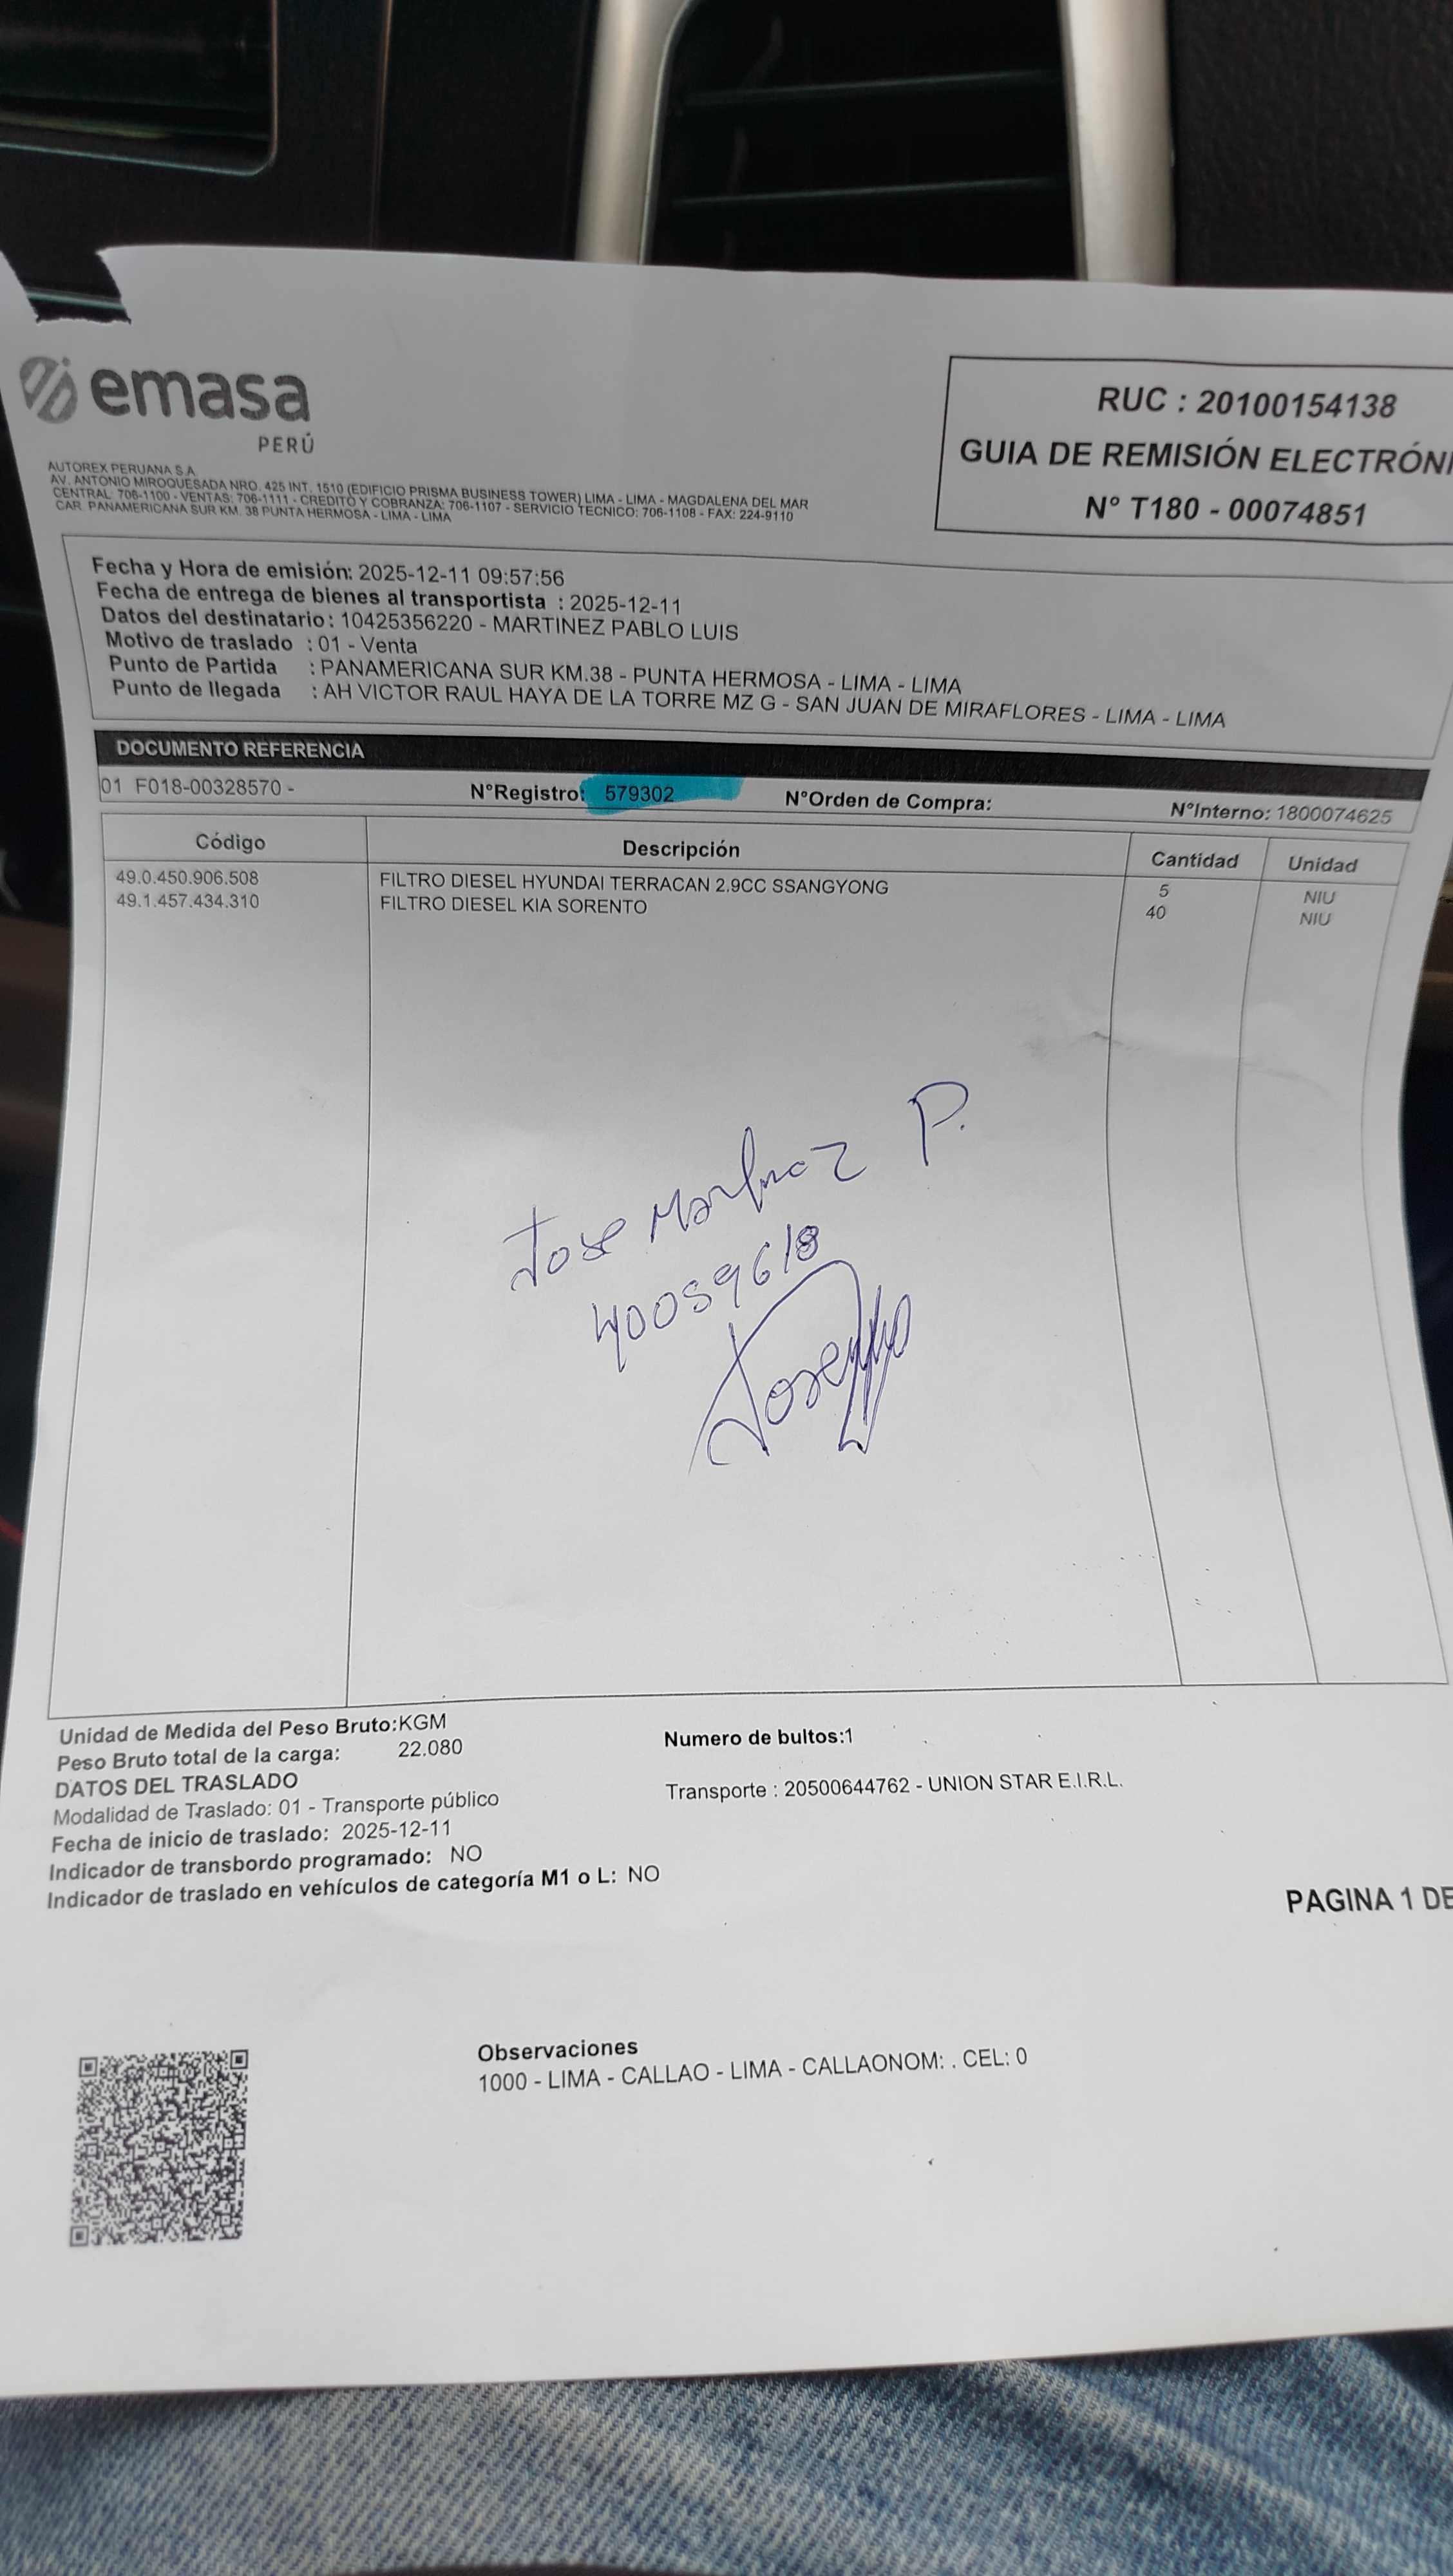 emasa
PERÚ
RUC : 20100154138
GUIA DE REMISIÓN ELECTRÓNI
N° T180 - 00074851
AUTOREX PERUANA S.A.
AV. ANTONIO MIROQUESADA NRO. 425 INT. 1510 (EDIFICIO PRISMA BUSINESS TOWER) LIMA - LIMA - MAGDALENA DEL MAR
CENTRAL: 706-1100 - VENTAS: 706-1111 - CREDITO Y COBRANZA: 706-1107 - SERVICIO TECNICO: 706-1108 - FAX: 224-9110
CAR. PANAMERICANA SUR KM. 38 PUNTA HERMOSA - LIMA - LIMA
Fecha y Hora de emisión: 2025-12-11 09:57:56
Fecha de entrega de bienes al transportista : 2025-12-11
Datos del destinatario : 10425356220 - MARTINEZ PABLO LUIS
Motivo de traslado : 01 - Venta
Punto de Partida : PANAMERICANA SUR KM.38 - PUNTA HERMOSA - LIMA - LIMA
Punto de llegada : AH VICTOR RAUL HAYA DE LA TORRE MZ G - SAN JUAN DE MIRAFLORES - LIMA - LIMA
DOCUMENTO REFERENCIA
01 F018-00328570 - N°Registro: 579302 N°Orden de Compra: N°Interno: 1800074625
Código Descripción Cantidad Unidad
49.0.450.906.508 FILTRO DIESEL HYUNDAI TERRACAN 2.9CC SSANGYONG 5 NIU
49.1.457.434.310 FILTRO DIESEL KIA SORENTO 40 NIU
Jose Martinez P.
40059618
Jose
Unidad de Medida del Peso Bruto:KGM
Peso Bruto total de la carga: 22.080
Numero de bultos:1
DATOS DEL TRASLADO
Modalidad de Traslado: 01 - Transporte público
Transporte : 20500644762 - UNION STAR E.I.R.L.
Fecha de inicio de traslado: 2025-12-11
Indicador de transbordo programado: NO
Indicador de traslado en vehículos de categoría M1 o L: NO
PAGINA 1 DE
Observaciones
1000 - LIMA - CALLAO - LIMA - CALLAONOM: . CEL: 0